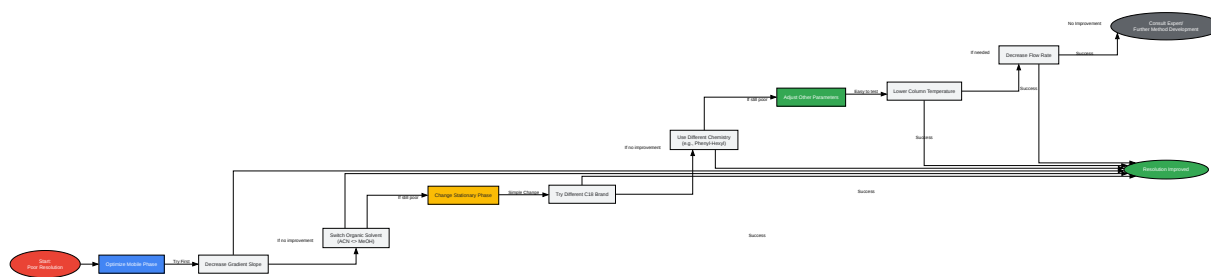 No improvement
Consult Expert/
Further Method Development
If needed
Decrease Flow Rate
Success
If still poor
Adjust Other Parameters
Easy to test
Lower Column Temperature
Success
If no improvement
Use Different Chemistry
(e.g., Phenyl-Hexyl)
Success
Resolution Improved
If still poor
Change Stationary Phase
Simple Change
Try Different C18 Brand
Success
If no improvement
Switch Organic Solvent
(ACN <> MeOH)
Success
Start:
Poor Resolution
Optimize Mobile Phase
Try First
Decrease Gradient Slope